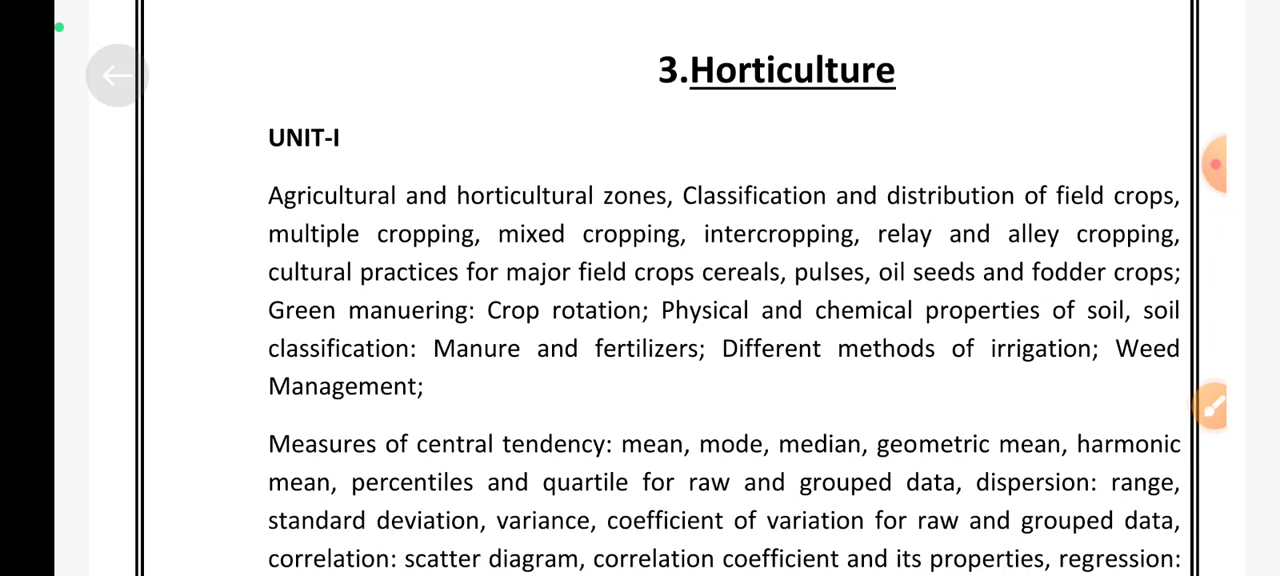 3.Horticulture
UNIT-I
Agricultural and horticultural zones, Classification and distribution of field crops,
multiple cropping, mixed cropping, intercropping, relay and alley cropping,
cultural practices for major field crops cereals, pulses, oil seeds and fodder crops;
Green manuering: Crop rotation; Physical and chemical properties of soil, soil
classification: Manure and fertilizers; Different methods of irrigation; Weed
Management;
Measures of central tendency: mean, mode, median, geometric mean, harmonic
mean, percentiles and quartile for raw and grouped data, dispersion: range,
standard deviation, variance, coefficient of variation for raw and grouped data,
correlation: scatter diagram, correlation coefficient and its properties, regression: